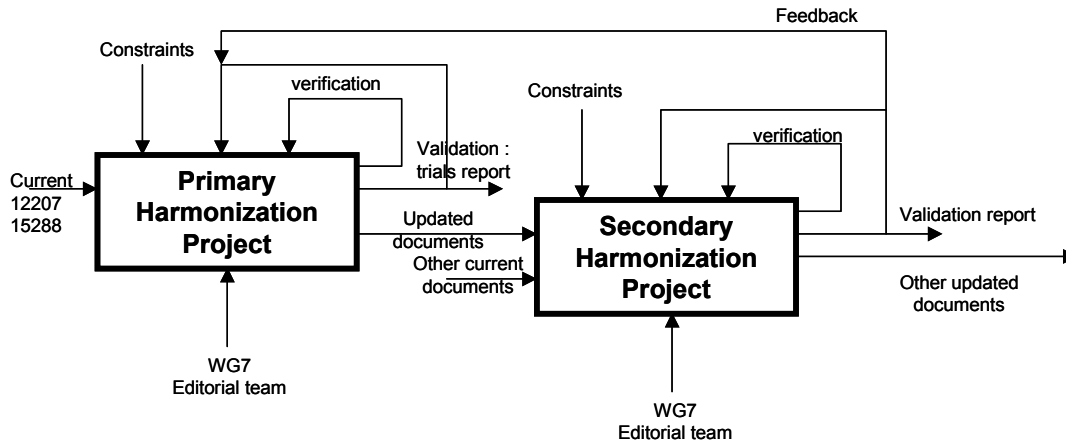 Feedback
Constraints
verification
Constraints
Validation :
trials report
verification
Current
12207
15288
Primary
Harmonization
Project
Updated
documents
Other current
documents
Secondary
Harmonization
Project
Validation report
Other updated
documents
WG7
Editorial team
WG7
Editorial team